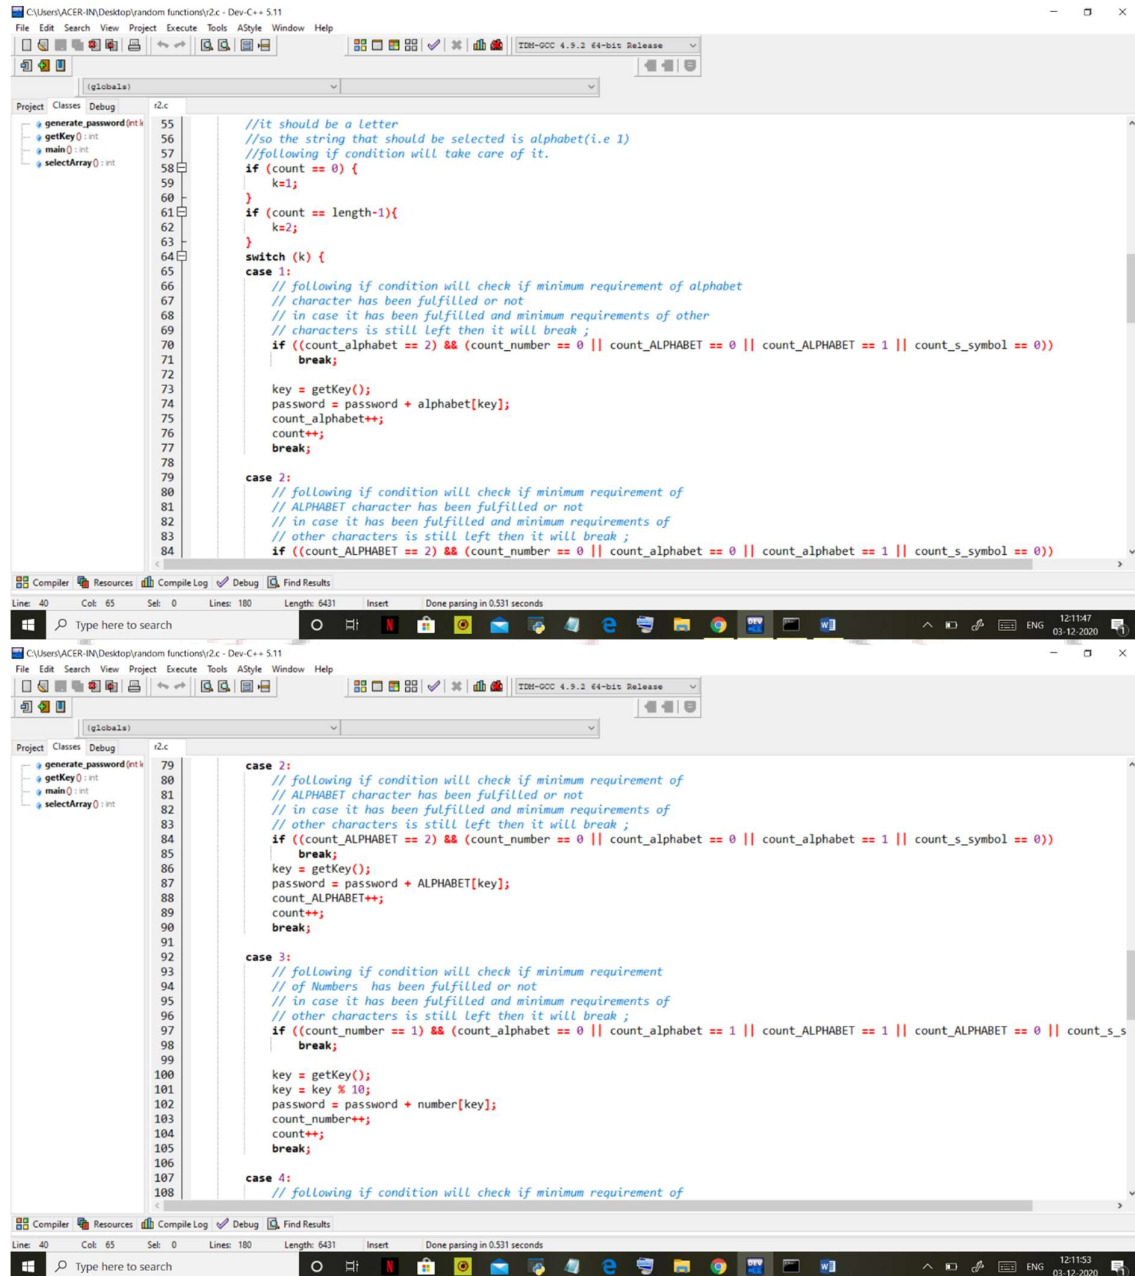 C:\Users\ACER-IN\Desktop\random functions\r2.c - Dev-C++ 5.11
File Edit Search View Project Execute Tools AStyle Window Help
TDM-GCC 4.9.2 64-bit Release
(globals)
Project Classes Debug r2.c
generate_password (int l
getKey () : int
main () : int
selectArray () : int
55 //it should be a letter
56 //so the string that should be selected is alphabet(i.e 1)
57 //following if condition will take care of it.
58 if (count == 0) {
59 k=1;
60 }
61 if (count == length-1){
62 k=2;
63 }
64 switch (k) {
65 case 1:
66 // following if condition will check if minimum requirement of alphabet
67 // character has been fulfilled or not
68 // in case it has been fulfilled and minimum requirements of other
69 // characters is still left then it will break ;
70 if ((count_alphabet == 2) && (count_number == 0 || count_ALPHABET == 0 || count_ALPHABET == 1 || count_s_symbol == 0))
71 break;
72
73 key = getKey();
74 password = password + alphabet[key];
75 count_alphabet++;
76 count++;
77 break;
78
79 case 2:
80 // following if condition will check if minimum requirement of
81 // ALPHABET character has been fulfilled or not
82 // in case it has been fulfilled and minimum requirements of
83 // other characters is still left then it will break ;
84 if ((count_ALPHABET == 2) && (count_number == 0 || count_alphabet == 0 || count_alphabet == 1 || count_s_symbol == 0))
Compiler Resources Compile Log Debug Find Results
Line: 40 Col: 65 Sel: 0 Lines: 180 Length: 6431 Insert Done parsing in 0.531 seconds
Type here to search ENG 12:11:47
03-12-2020
C:\Users\ACER-IN\Desktop\random functions\r2.c - Dev-C++ 5.11
File Edit Search View Project Execute Tools AStyle Window Help
TDM-GCC 4.9.2 64-bit Release
(globals)
Project Classes Debug r2.c
generate_password (int l
getKey () : int
main () : int
selectArray () : int
79 case 2:
80 // following if condition will check if minimum requirement of
81 // ALPHABET character has been fulfilled or not
82 // in case it has been fulfilled and minimum requirements of
83 // other characters is still left then it will break ;
84 if ((count_ALPHABET == 2) && (count_number == 0 || count_alphabet == 0 || count_alphabet == 1 || count_s_symbol == 0))
85 break;
86 key = getKey();
87 password = password + ALPHABET[key];
88 count_ALPHABET++;
89 count++;
90 break;
91
92 case 3:
93 // following if condition will check if minimum requirement
94 // of Numbers  has been fulfilled or not
95 // in case it has been fulfilled and minimum requirements of
96 // other characters is still left then it will break ;
97 if ((count_number == 1) && (count_alphabet == 0 || count_alphabet == 1 || count_ALPHABET == 1 || count_ALPHABET == 0 || count_s_s
98 break;
99
100 key = getKey();
101 key = key % 10;
102 password = password + number[key];
103 count_number++;
104 count++;
105 break;
106
107 case 4:
108 // following if condition will check if minimum requirement of
Compiler Resources Compile Log Debug Find Results
Line: 40 Col: 65 Sel: 0 Lines: 180 Length: 6431 Insert Done parsing in 0.531 seconds
Type here to search ENG 12:11:53
03-12-2020